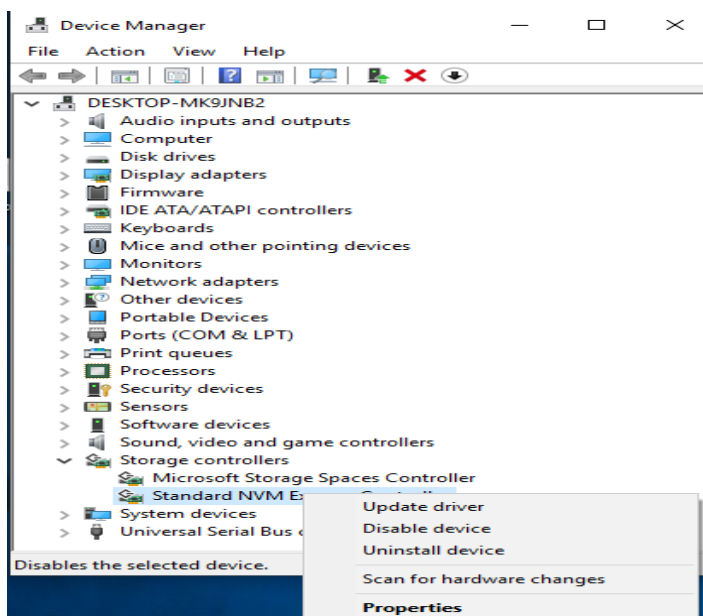 Device Manager
File Action View Help
DESKTOP-MK9JNB2
Audio inputs and outputs
Computer
Disk drives
Display adapters
Firmware
IDE ATA/ATAPI controllers
Keyboards
Mice and other pointing devices
Monitors
Network adapters
Other devices
Portable Devices
Ports (COM & LPT)
Print queues
Processors
Security devices
Sensors
Software devices
Sound, video and game controllers
Storage controllers
Microsoft Storage Spaces Controller
Standard NVM
System devices
Universal Serial Bus
Disables the selected device.
Update driver
Disable device
Uninstall device
Scan for hardware changes
Properties